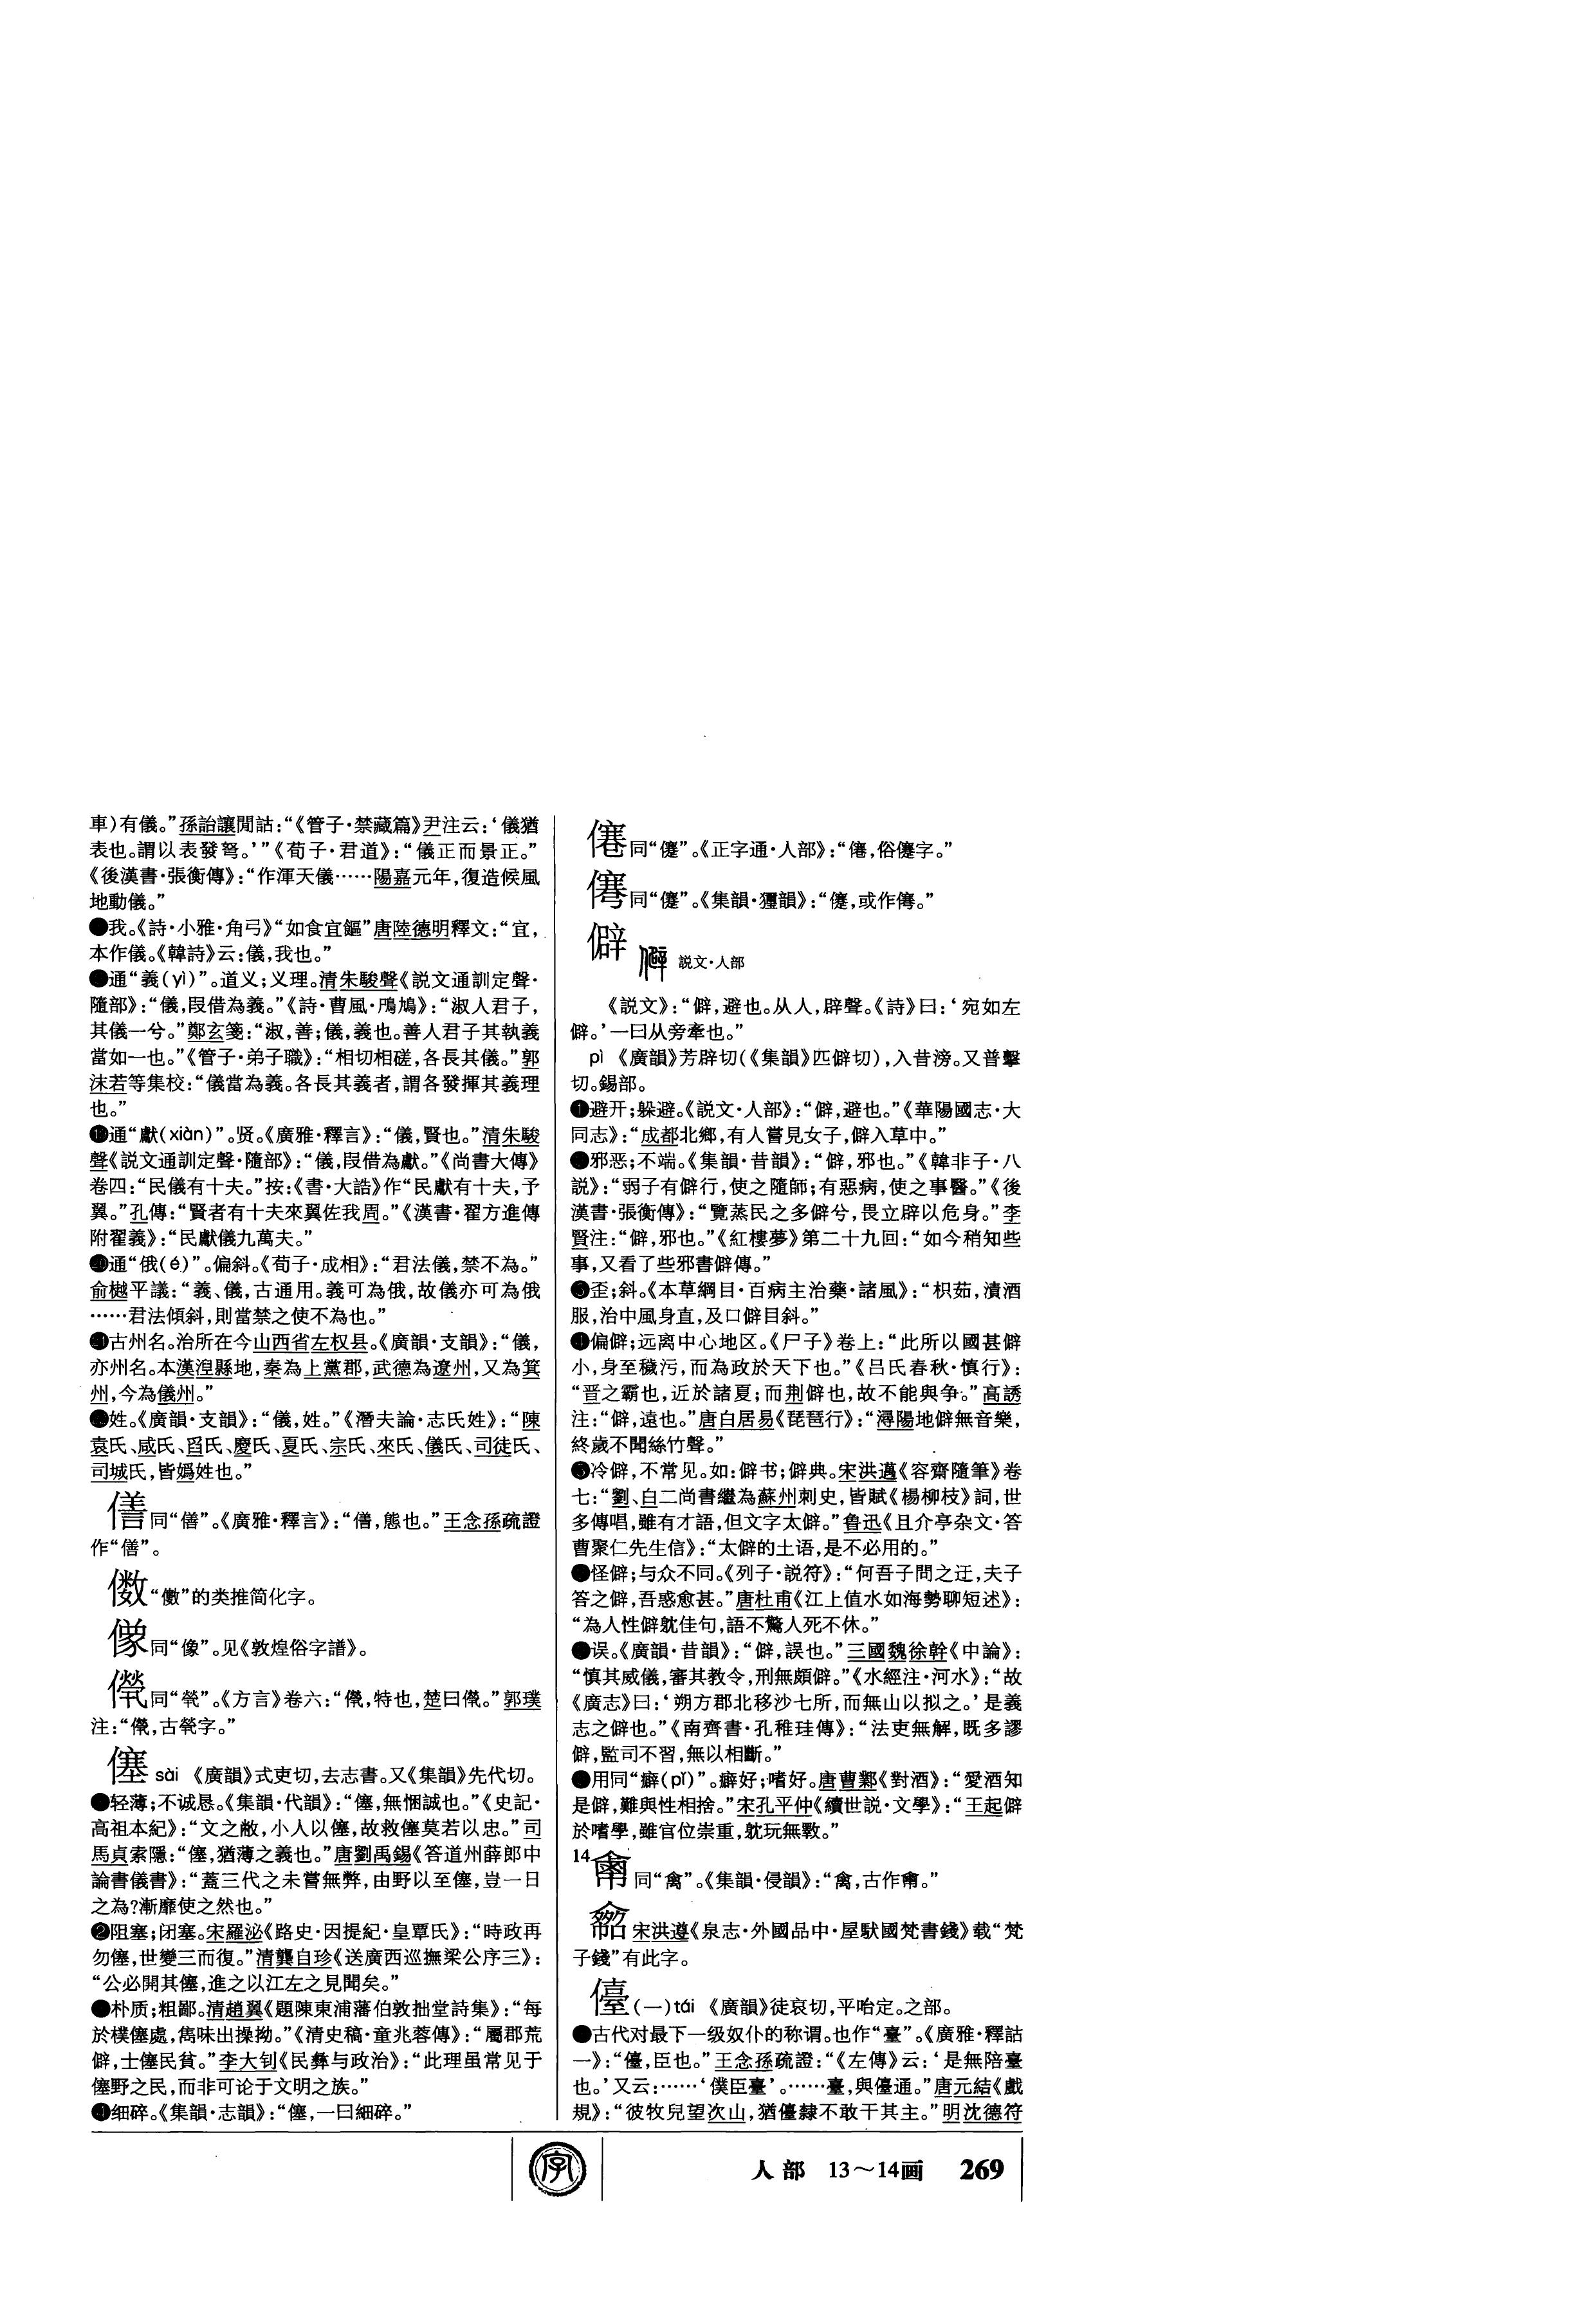 車)有儀。”孫詒讓閒詁:“《管子·禁藏篇》尹注云:‘儀猶
表也。謂以表發弩。’”《荀子·君道》:“儀正而景正。”
《後漢書·張衡傳》:“作渾天儀……陽嘉元年,復造候風
地動儀。”
我。《詩·小雅·角弓》“如食宜饇”唐陸德明釋文:“宜,
本作儀。《韓詩》云:儀,我也。”
通“義(yì)”。道义;义理。清朱駿聲《説文通訓定聲·
隨部》:“儀,叚借為義。”《詩·曹風·鳲鳩》:“淑人君子,
其儀一兮。”鄭玄箋:“淑,善;儀,義也。善人君子其執義
當如一也。”《管子·弟子職》:“相切相磋,各長其儀。”郭
沫若等集校:“儀當為義。各長其義者,謂各發揮其義理
也。”
通“獻(xiàn)”。贤。《廣雅·釋言》:“儀,賢也。”清朱駿
聲《説文通訓定聲·隨部》:“儀,叚借為獻。”《尚書大傳》
卷四:“民儀有十夫。”按:《書·大誥》作“民獻有十夫,予
翼。”孔傳:“賢者有十夫來翼佐我周。”《漢書·翟方進傳
附翟義》:“民獻儀九萬夫。”
通“俄(é)”。偏斜。《荀子·成相》:“君法儀,禁不為。”
俞樾平議:“義、儀,古通用。義可為俄,故儀亦可為俄
……君法傾斜,則當禁之使不為也。”
古州名。治所在今山西省左权县。《廣韻·支韻》:“儀,
亦州名。本漢湼縣地,秦為上黨郡,武德為遼州,又為箕
州,今為儀州。”
姓。《廣韻·支韻》:“儀,姓。”《潛夫論·志氏姓》:“陳
袁氏、咸氏、舀氏、慶氏、夏氏、宗氏、來氏、儀氏、司徒氏、
司城氏,皆媯姓也。”
同“僐”。《廣雅·釋言》:“僐,態也。”王念孫疏證
作“僐”。
“儌”的类推简化字。
同“像”。见《敦煌俗字譜》。
同“煢”。《方言》卷六:“儝,特也,楚曰儝。”郭璞
注:“儝,古煢字。”
僿 sài 《廣韻》式吏切,去志書。又《集韻》先代切。
轻薄;不诚恳。《集韻·代韻》:“僿,無悃誠也。”《史記·
高祖本紀》:“文之敝,小人以僿,故救僿莫若以忠。”司
馬貞索隱:“僿,猶薄之義也。”唐劉禹錫《答道州薛郎中
論書儀書》:“蓋三代之未嘗無弊,由野以至僿,豈一日
之為?漸靡使之然也。”
❷阻塞;闭塞。宋羅泌《路史·因提紀·皇覃氏》:“時政再
勿僿,世變三而復。”清龔自珍《送廣西巡撫梁公序三》:
“公必開其僿,進之以江左之見聞矣。”
朴质;粗鄙。清趙翼《題陳東浦藩伯敦拙堂詩集》:“每
於樸僿處,雋味出操拗。”《清史稿·童兆蓉傳》:“屬郡荒
僻,士僿民貧。”李大钊《民彝与政治》:“此理虽常见于
僿野之民,而非可论于文明之族。”
❹细碎。《集韻·志韻》:“僿,一曰細碎。”
同“僊”。《正字通·人部》:“僊,俗僊字。”
同“僊”。《集韻·獮韻》:“僊,或作僊。”
僻 説文·人部
《説文》:“僻,避也。从人,辟聲。《詩》曰:‘宛如左
僻。’一曰从旁牽也。”
pì 《廣韻》芳辟切(《集韻》匹僻切),入昔滂。又普擊
切。錫部。
❶避开;躲避。《説文·人部》:“僻,避也。”《華陽國志·大
同志》:“成都北鄉,有人嘗見女子,僻入草中。”
邪恶;不端。《集韻·昔韻》:“僻,邪也。”《韓非子·八
説》:“弱子有僻行,使之隨師;有惡病,使之事醫。”《後
漢書·張衡傳》:“覽蒸民之多僻兮,畏立辟以危身。”李
賢注:“僻,邪也。”《紅樓夢》第二十九回:“如今稍知些
事,又看了些邪書僻傳。”
❸歪;斜。《本草綱目·百病主治藥·諸風》:“枳茹,漬酒
服,治中風身直,及口僻目斜。”
❹偏僻;远离中心地区。《尸子》卷上:“此所以國甚僻
小,身至穢污,而為政於天下也。”《吕氏春秋·慎行》:
“晋之霸也,近於諸夏;而荆僻也,故不能與争。”高誘
注:“僻,遠也。”唐白居易《琵琶行》:“潯陽地僻無音樂,
終歲不聞絲竹聲。”
❺冷僻,不常见。如:僻书;僻典。宋洪邁《容齋隨筆》卷
七:“劉、白二尚書繼為蘇州刺史,皆賦《楊柳枝》詞,世
多傳唱,雖有才語,但文字太僻。”鲁迅《且介亭杂文·答
曹聚仁先生信》:“太僻的土语,是不必用的。”
怪僻;与众不同。《列子·説符》:“何吾子問之迂,夫子
答之僻,吾惑愈甚。”唐杜甫《江上值水如海勢聊短述》:
“為人性僻躭佳句,語不驚人死不休。”
误。《廣韻·昔韻》:“僻,誤也。”三國魏徐幹《中論》:
“慎其威儀,審其教令,刑無頗僻。”《水經注·河水》:“故
《廣志》曰:‘朔方郡北移沙七所,而無山以拟之。’是義
志之僻也。”《南齊書·孔稚珪傳》:“法吏無解,既多謬
僻,監司不習,無以相斷。”
用同“癖(pǐ)”。癖好;嗜好。唐曹鄴《對酒》:“愛酒知
是僻,難與性相捨。”宋孔平仲《續世説·文學》:“王起僻
於嗜學,雖官位崇重,躭玩無斁。”
14 同“禽”。《集韻·侵韻》:“禽,古作。”
宋洪遵《泉志·外國品中·屋馱國梵書錢》载“梵
子錢”有此字。
儓 (一)tái 《廣韻》徒哀切,平咍定。之部。
古代对最下一级奴仆的称谓。也作“臺”。《廣雅·釋詁
一》:“儓,臣也。”王念孫疏證:“《左傳》云:‘是無陪臺
也。’又云:……‘僕臣臺’。……臺,與儓通。”唐元結《戲
規》:“彼牧兒望次山,猶儓隸不敢干其主。”明沈德符
人部 13～14画 269